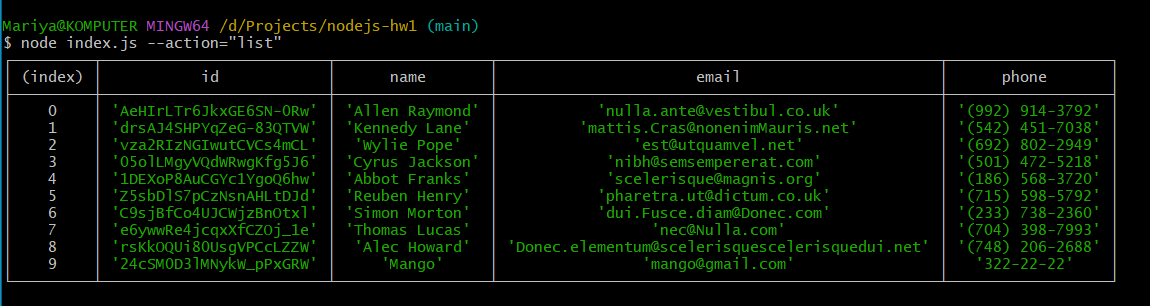 Mariya@KOMPUTER MINGW64 /d/Projects/nodejs-hw1 (main)
$ node index.js --action="list"
(index) id name email phone
0 'AeHIrLTr6JkxGE6SN-0Rw' 'Allen Raymond' 'nulla.ante@vestibul.co.uk' '(992) 914-3792'
1 'drsAJ4SHPYqZeG-83QTVW' 'Kennedy Lane' 'mattis.Cras@nonenimMauris.net' '(542) 451-7038'
2 'vza2RIzNGIwutCVCs4mCL' 'Wylie Pope' 'est@utquamvel.net' '(692) 802-2949'
3 '05olLMgyVQdWRwgKfg5J6' 'Cyrus Jackson' 'nibh@semsempererat.com' '(501) 472-5218'
4 '1DEXoP8AuCGYc1YgoQ6hw' 'Abbot Franks' 'scelerisque@magnis.org' '(186) 568-3720'
5 'Z5sbDlS7pCzNsnAHLtDJd' 'Reuben Henry' 'pharetra.ut@dictum.co.uk' '(715) 598-5792'
6 'C9sjBfCo4UJCWjzBnOtxl' 'Simon Morton' 'dui.Fusce.diam@Donec.com' '(233) 738-2360'
7 'e6ywwRe4jcqxXfCZOj_1e' 'Thomas Lucas' 'nec@Nulla.com' '(704) 398-7993'
8 'rsKkOQUi80UsgVPCcLZZW' 'Alec Howard' 'Donec.elementum@scelerisquescelerisquedui.net' '(748) 206-2688'
9 '24cSMOD3lMNykW_pPxGRW' 'Mango' 'mango@gmail.com' '322-22-22'